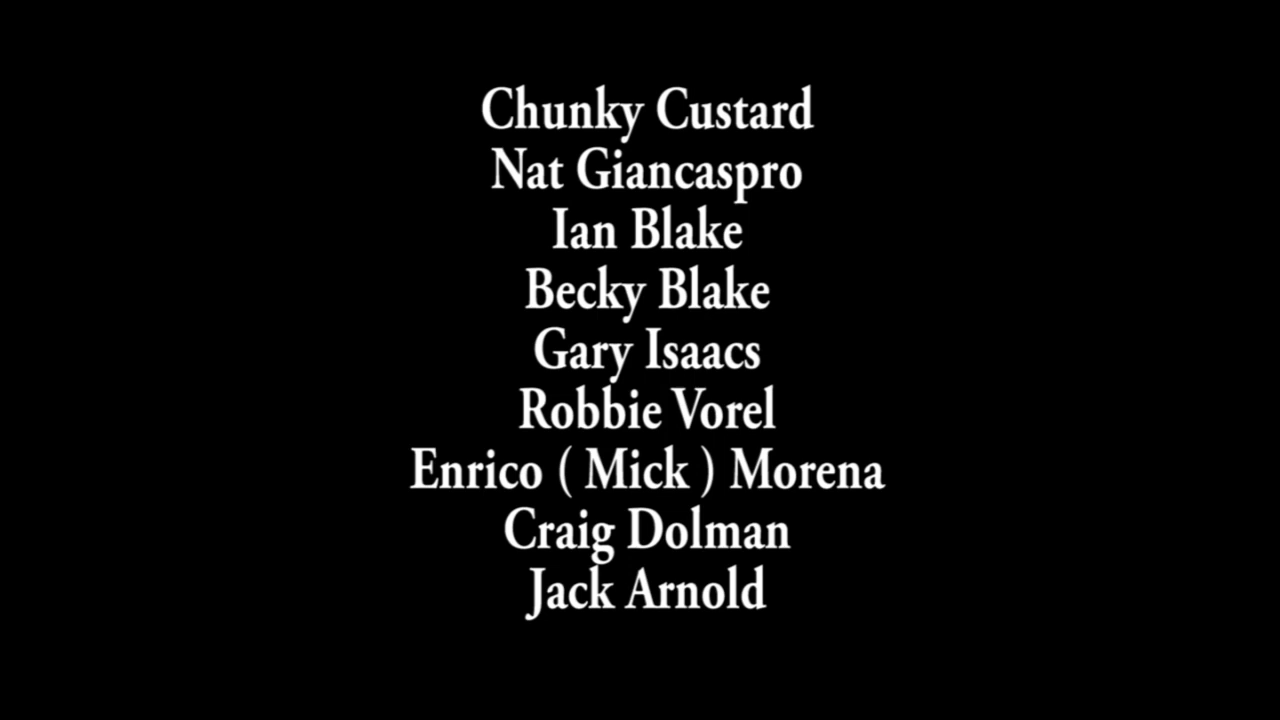 Chunky Custard
Nat Giancaspro
Ian Blake
Becky Blake
Gary Isaacs
Robbie Vorel
Enrico ( Mick ) Morena
Craig Dolman
Jack Arnold